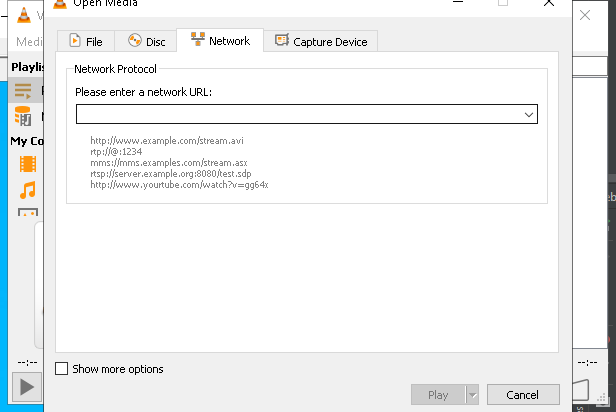 Open Media
File
Disc
Network
Capture Device
Medi
Playlis
My Co
Network Protocol
Please enter a network URL:
http://www.example.com/stream.avi
rtp://@:1234
mms://mms.examples.com/stream.asx
rtsp://server.example.org:8080/test.sdp
http://www.yourtube.com/watch?v=gg64x
--:--
--:--
Show more options
Play
Cancel